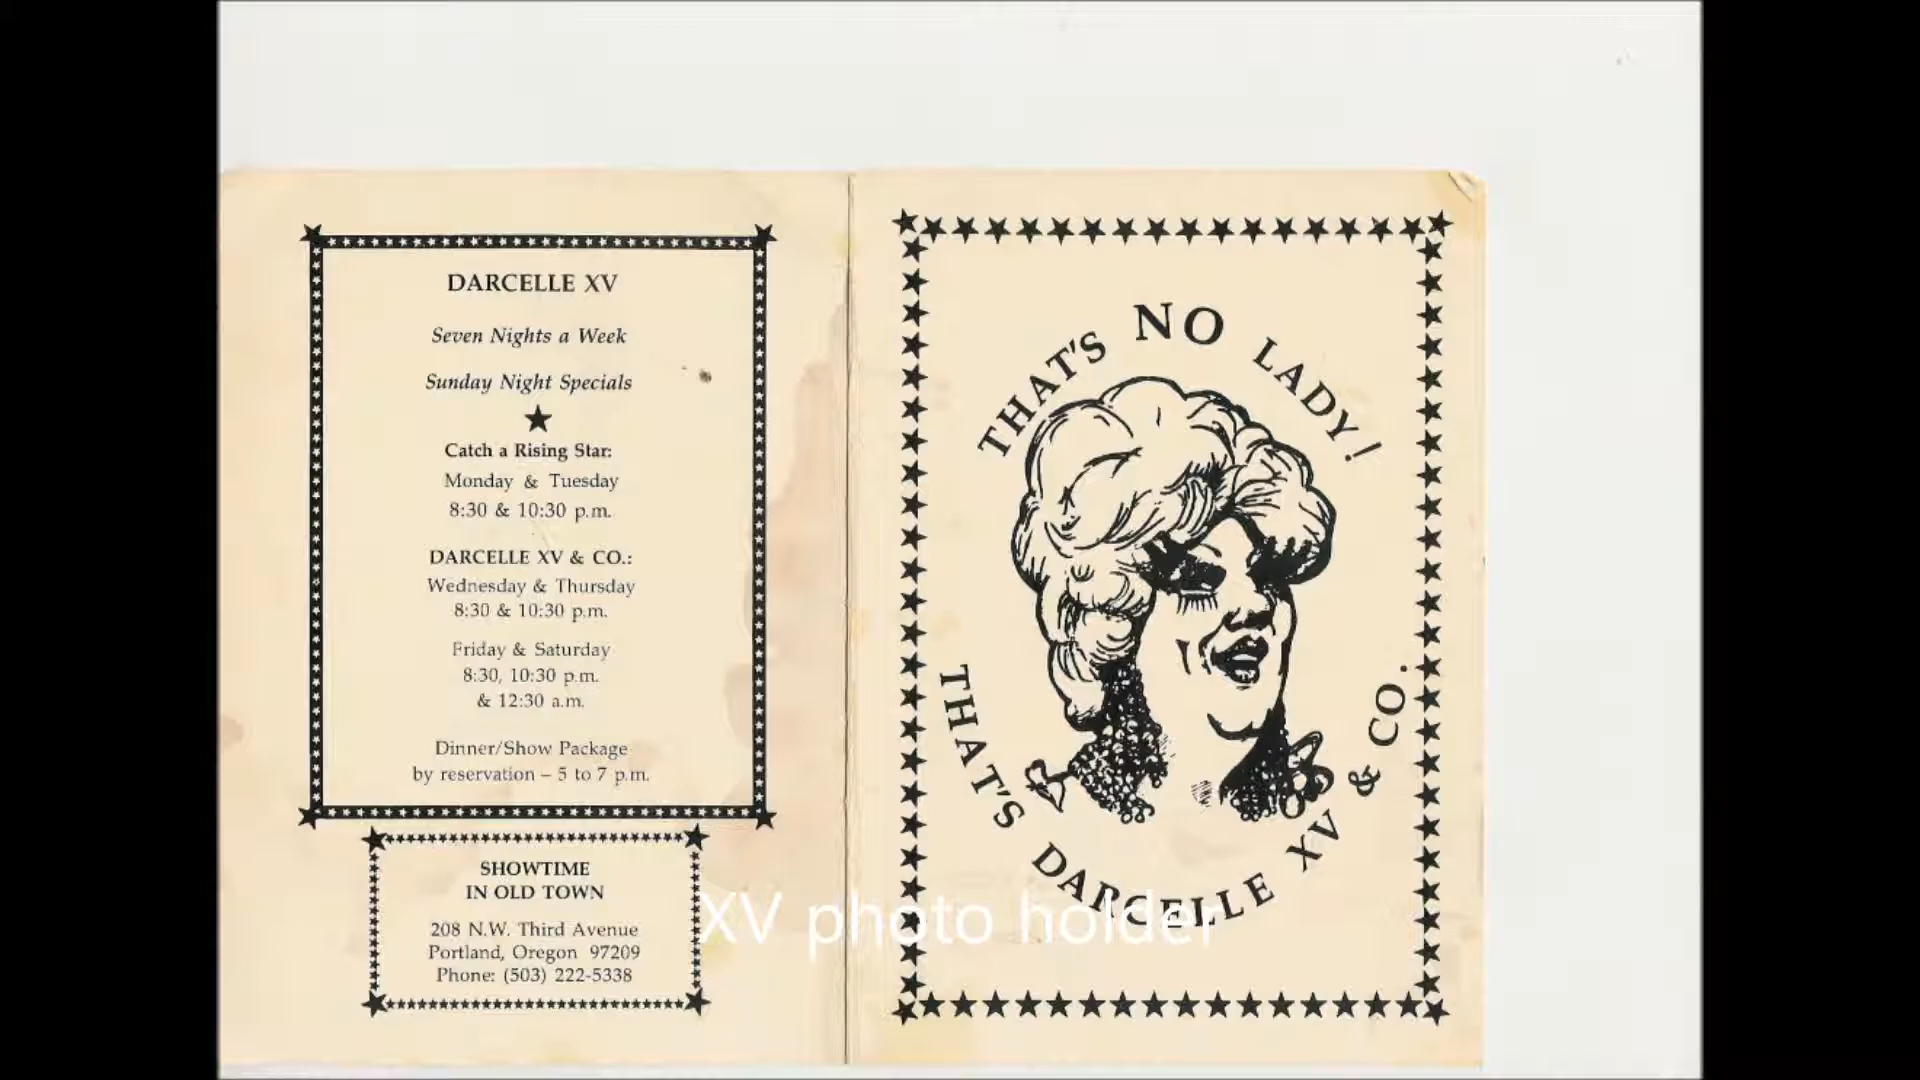 DARCELLE XV
Seven Nights a Week
Sunday Night Specials
Catch a Rising Star:
Monday & Tuesday
8:30 & 10:30 p.m.
DARCELLE XV & CO.:
Wednesday & Thursday
8:30 & 10:30 p.m.
Friday & Saturday
8:30, 10:30 p.m.
& 12:30 a.m.
Dinner/Show Package
by reservation – 5 to 7 p.m.
SHOWTIME
IN OLD TOWN
208 N.W. Third Avenue
Portland, Oregon 97209
Phone: (503) 222-5338
THAT'S NO LADY!
THAT'S DARCELLE XV & CO.
XV photo holder